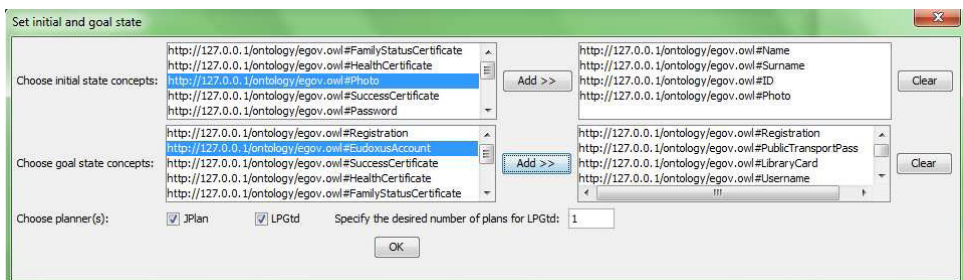 Set initial and goal state
Choose initial state concepts:
http://127.0.0.1/ontology/egov.owl#FamilyStatusCertificate
http://127.0.0.1/ontology/egov.owl#HealthCertificate
http://127.0.0.1/ontology/egov.owl#Photo
http://127.0.0.1/ontology/egov.owl#SuccessCertificate
http://127.0.0.1/ontology/egov.owl#Password
Add >>
http://127.0.0.1/ontology/egov.owl#Name
http://127.0.0.1/ontology/egov.owl#Surname
http://127.0.0.1/ontology/egov.owl#ID
http://127.0.0.1/ontology/egov.owl#Photo
Clear
Choose goal state concepts:
http://127.0.0.1/ontology/egov.owl#Registration
http://127.0.0.1/ontology/egov.owl#EudoxusAccount
http://127.0.0.1/ontology/egov.owl#SuccessCertificate
http://127.0.0.1/ontology/egov.owl#HealthCertificate
http://127.0.0.1/ontology/egov.owl#FamilyStatusCertificate
Add >>
http://127.0.0.1/ontology/egov.owl#Registration
http://127.0.0.1/ontology/egov.owl#PublicTransportPass
http://127.0.0.1/ontology/egov.owl#LibraryCard
http://127.0.0.1/ontology/egov.owl#Username
Clear
Choose planner(s):
JPlan
LPGtd
Specify the desired number of plans for LPGtd:
1
OK